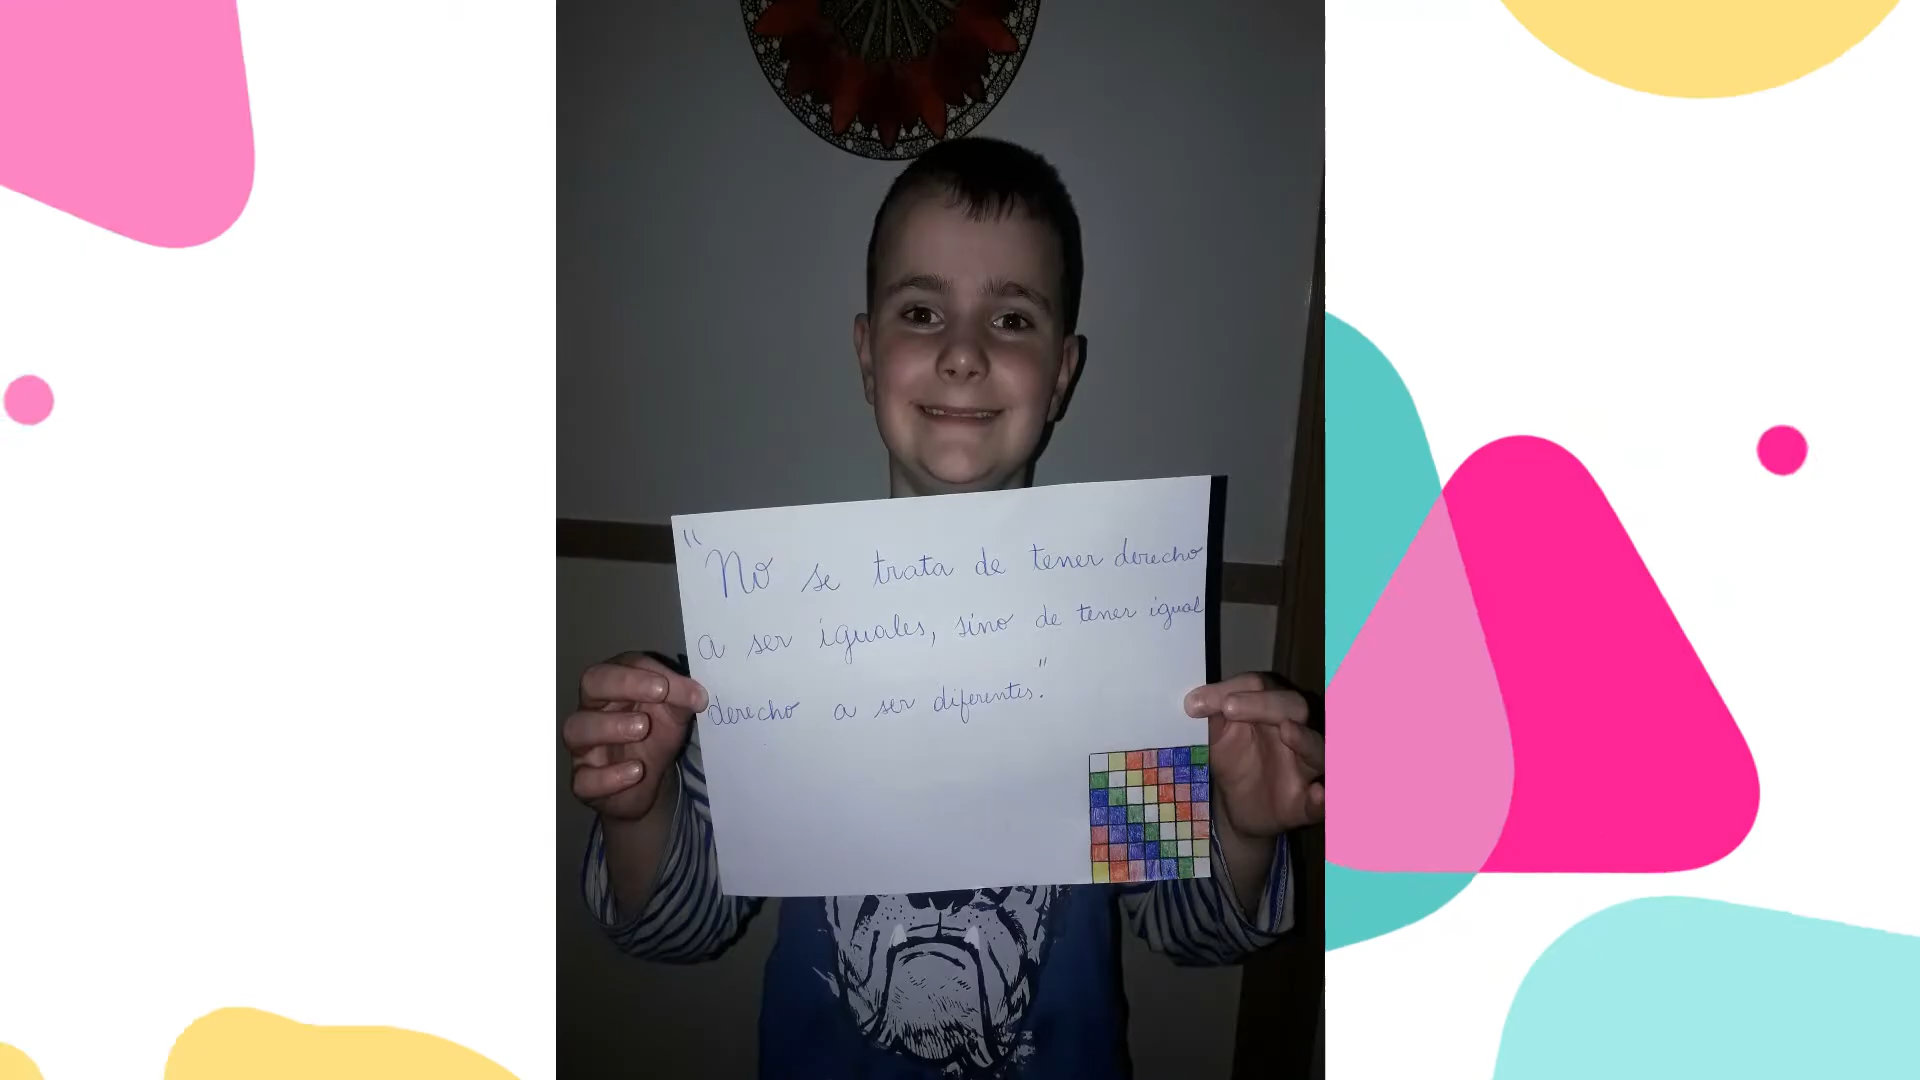 "No se trata de tener derecho
a ser iguales, sino de tener igual
derecho a ser diferentes."